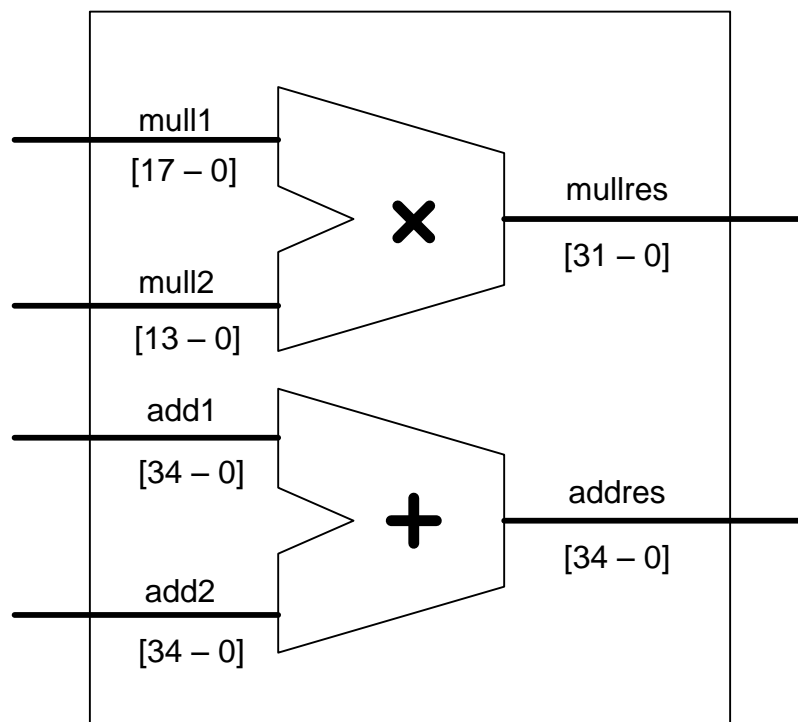 mull1
[17 – 0]
mull2
[13 – 0]
mullres
[31 – 0]
add1
[34 – 0]
add2
[34 – 0]
addres
[34 – 0]